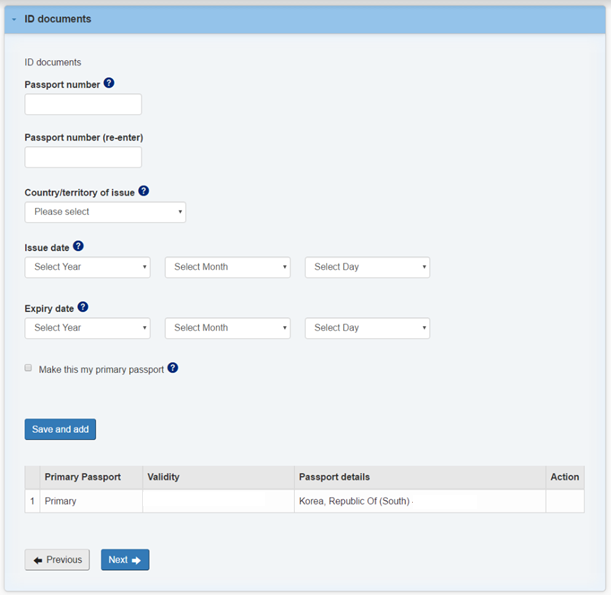 - ID documents
ID documents
Passport number ?
Passport number (re-enter)
Country/territory of issue ?
Please select
Issue date ?
Select Year Select Month Select Day
Expiry date ?
Select Year Select Month Select Day
Make this my primary passport ?
Save and add
Primary Passport Validity Passport details Action
1 Primary Korea, Republic Of (South)
Previous Next